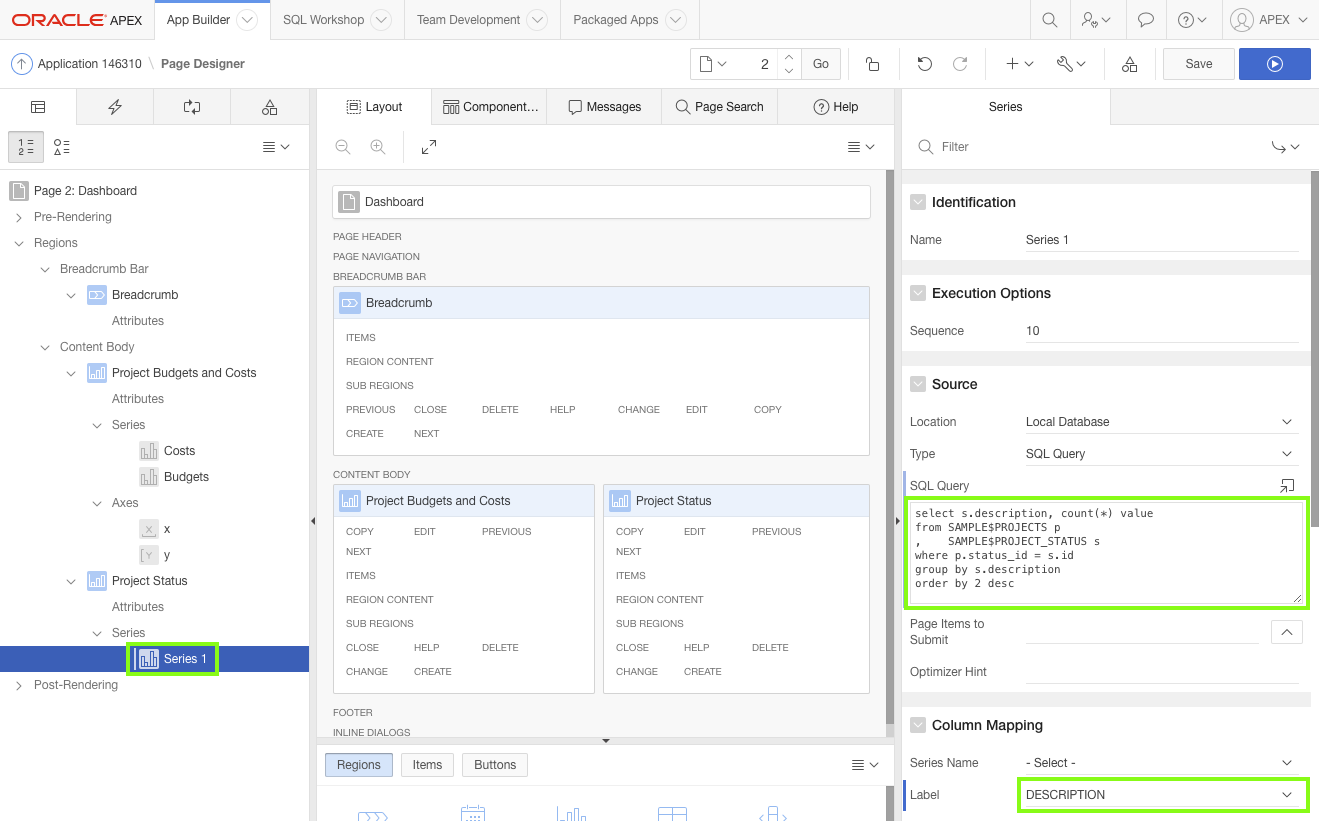 ORACLE APEX
App Builder
SQL Workshop
Team Development
Packaged Apps
APEX
Application 146310 \ Page Designer
2
Go
Save
Layout
Component...
Messages
Page Search
Help
Series
Filter
Page 2: Dashboard
Pre-Rendering
Regions
Breadcrumb Bar
Breadcrumb
Attributes
Content Body
Project Budgets and Costs
Attributes
Series
Costs
Budgets
Axes
x
y
Project Status
Attributes
Series
Series 1
Post-Rendering
Dashboard
PAGE HEADER
PAGE NAVIGATION
BREADCRUMB BAR
Breadcrumb
ITEMS
REGION CONTENT
SUB REGIONS
PREVIOUS CLOSE DELETE HELP CHANGE EDIT COPY
CREATE NEXT
CONTENT BODY
Project Budgets and Costs
COPY EDIT PREVIOUS
NEXT
ITEMS
REGION CONTENT
SUB REGIONS
CLOSE HELP DELETE
CHANGE CREATE
Project Status
COPY EDIT PREVIOUS
NEXT
ITEMS
REGION CONTENT
SUB REGIONS
CLOSE HELP DELETE
CHANGE CREATE
FOOTER
INLINE DIALOGS
Regions
Items
Buttons
Identification
Name Series 1
Execution Options
Sequence 10
Source
Location Local Database
Type SQL Query
SQL Query
select s.description, count(*) value
from SAMPLE$PROJECTS p
,    SAMPLE$PROJECT_STATUS s
where p.status_id = s.id
group by s.description
order by 2 desc
Page Items to
Submit
Optimizer Hint
Column Mapping
Series Name - Select -
Label DESCRIPTION